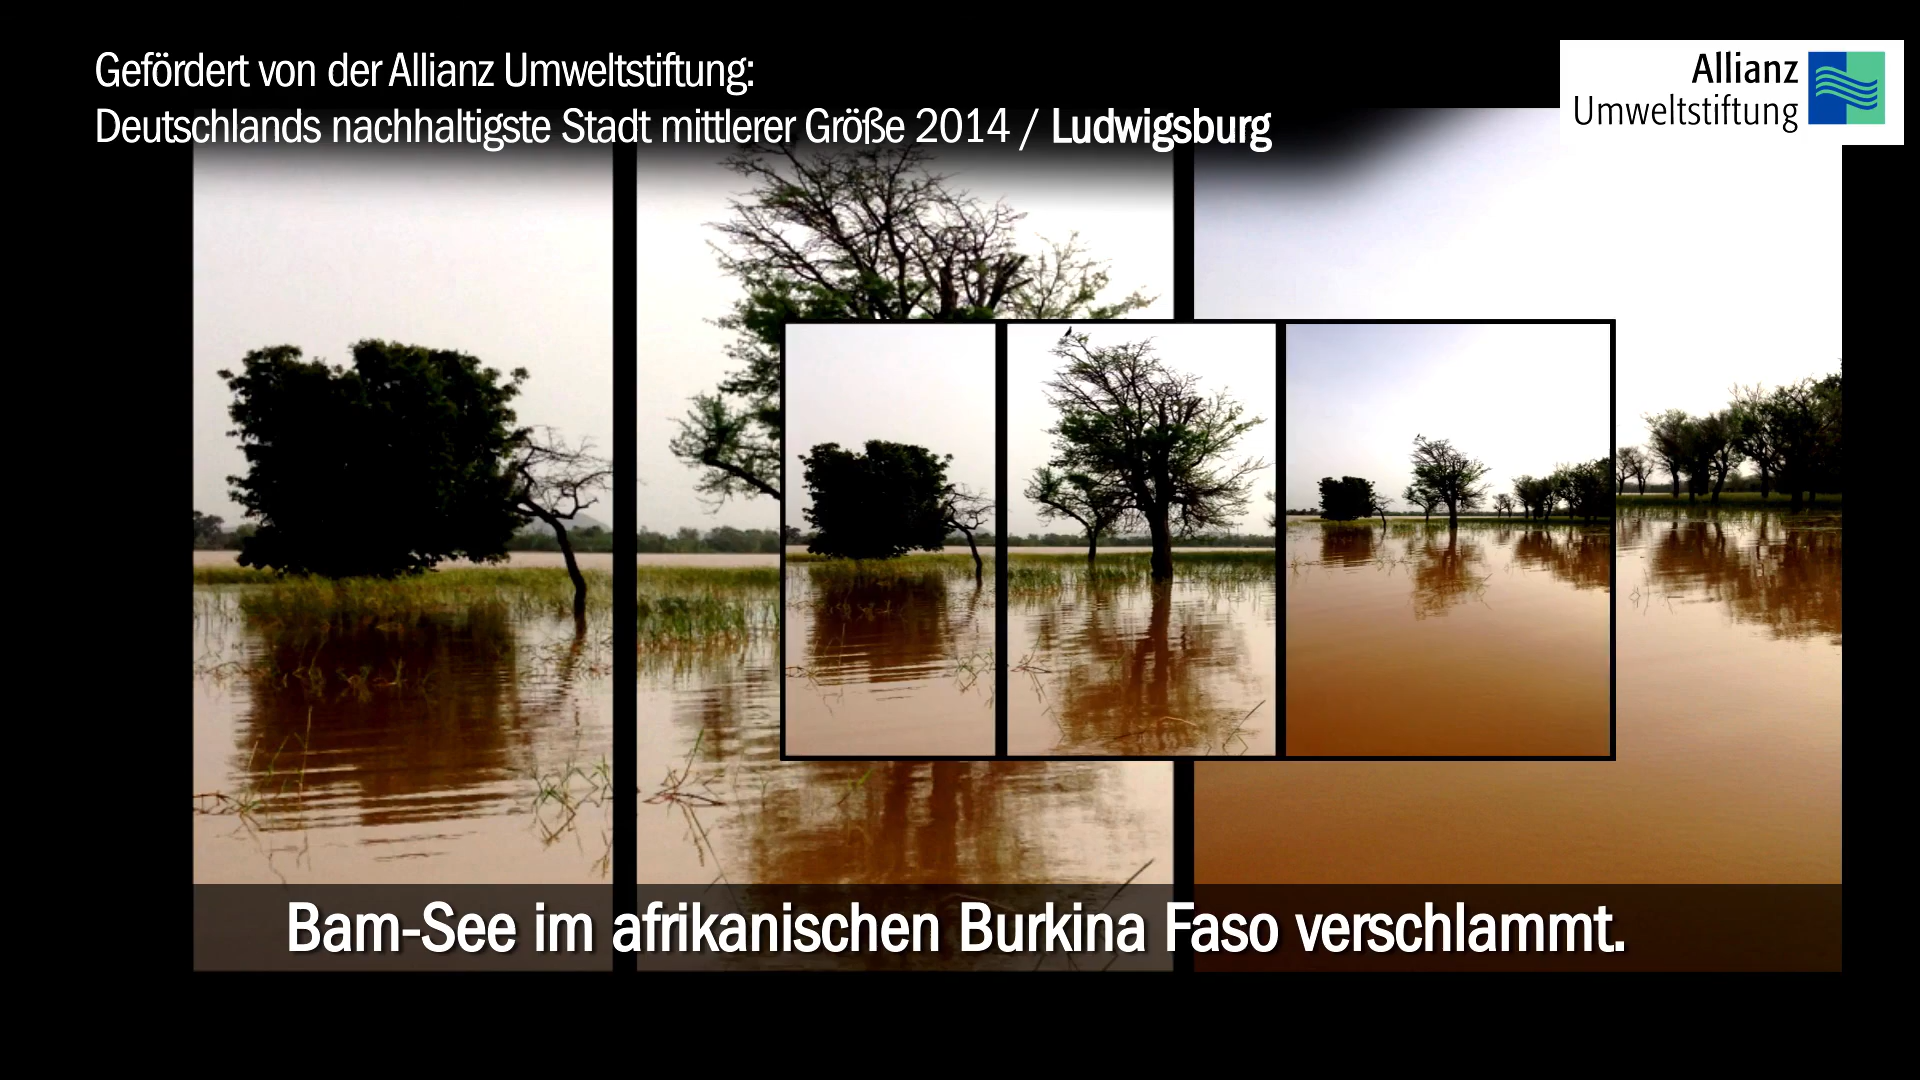 Gefördert von der Allianz Umweltstiftung:
Deutschlands nachhaltigste Stadt mittlerer Größe 2014 / Ludwigsburg
Allianz
Umweltstiftung
Bam-See im afrikanischen Burkina Faso verschlammt.